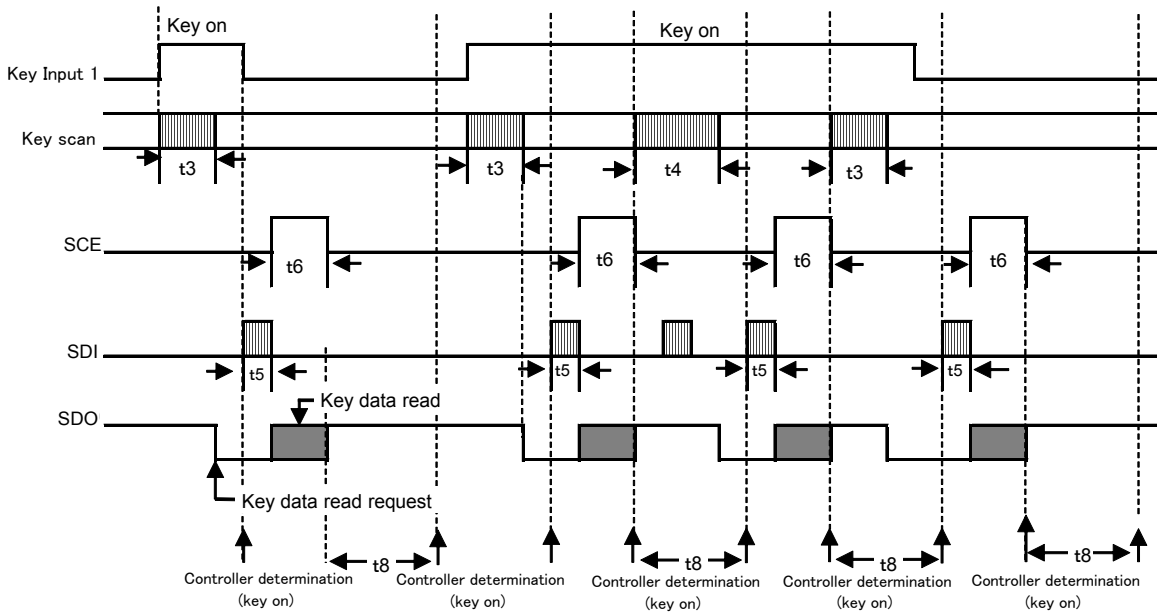 Key on
Key on
Key Input 1
Key scan
t3
t3
t4
t3
SCE
t6
t6
t6
t6
SDI
t5
t5
t5
t5
Key data read
SDO
Key data read request
t8
t8
t8
t8
Controller determination
(key on)
Controller determination
(key on)
Controller determination
(key on)
Controller determination
(key on)
Controller determination
(key on)